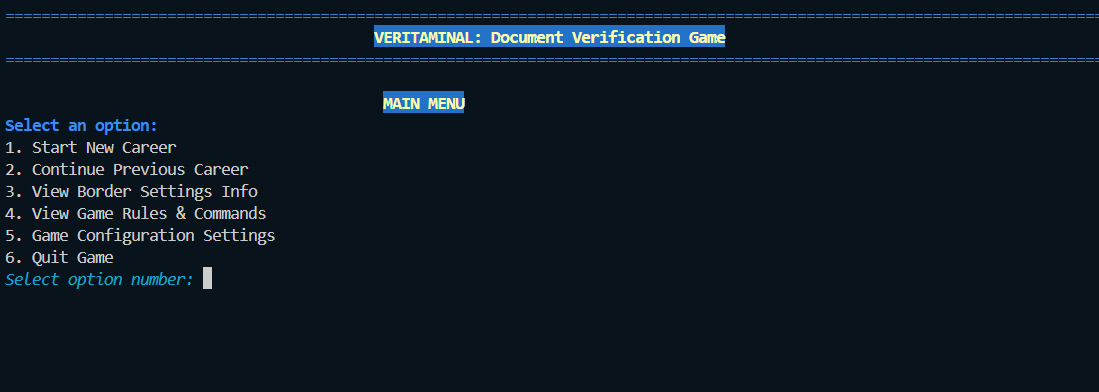 ==========================================================================================================================
VERITAMINAL: Document Verification Game
==========================================================================================================================
MAIN MENU
Select an option:
1. Start New Career
2. Continue Previous Career
3. View Border Settings Info
4. View Game Rules & Commands
5. Game Configuration Settings
6. Quit Game
Select option number: